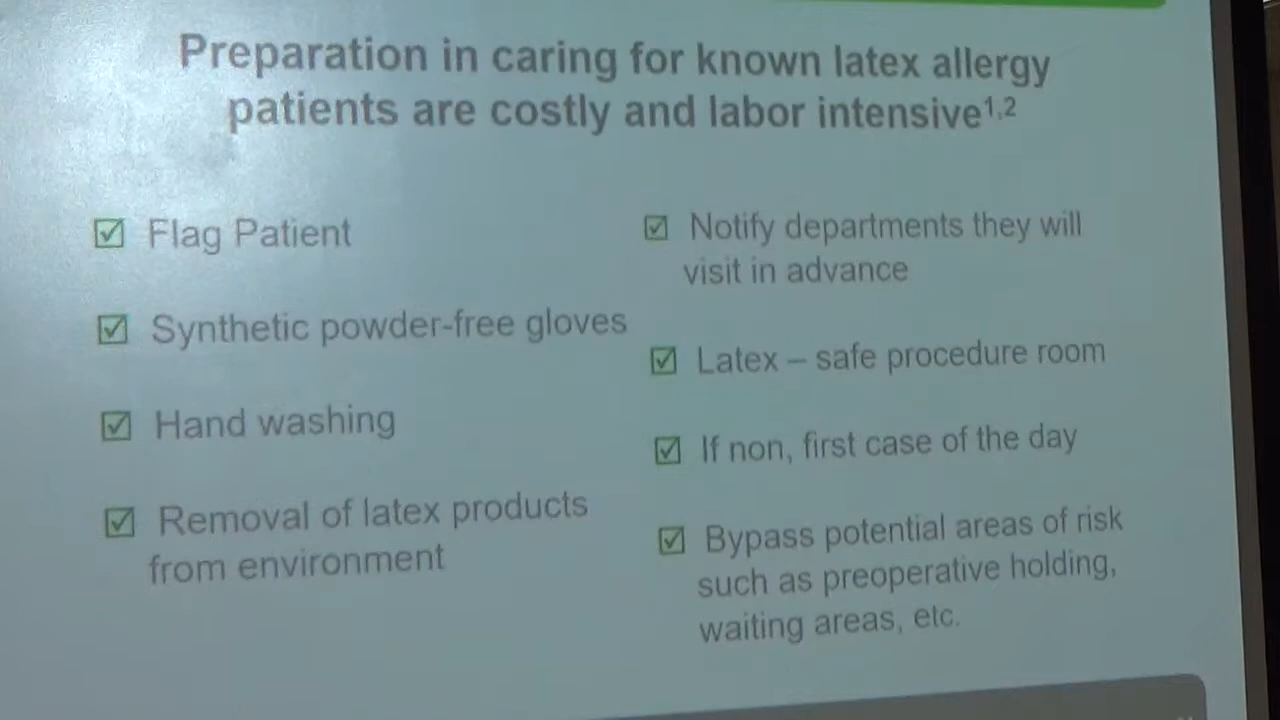 Preparation in caring for known latex allergy
patients are costly and labor intensive1,2
☑ Flag Patient
☑ Synthetic powder-free gloves
☑ Hand washing
☑ Removal of latex products
from environment
☑ Notify departments they will
visit in advance
☑ Latex – safe procedure room
☑ If non, first case of the day
☑ Bypass potential areas of risk
such as preoperative holding,
waiting areas, etc.